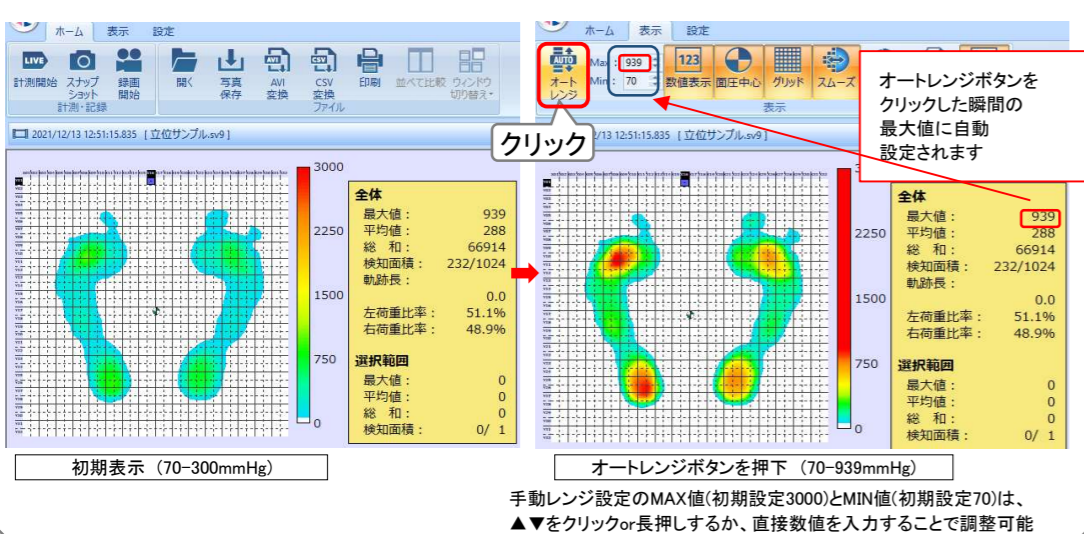 ホーム 表示 設定
LIVE
AVI
CSV
計測開始 スナップショット 録画開始 開く 写真保存 AVI変換 CSV変換 印刷 並べて比較 ウィンドウ切り替え
計測・記録 ファイル
2021/12/13 12:51:15.835 [ 立位サンプル.sv9 ]
3000
2250
1500
750
0
全体
最大値： 939
平均値： 288
総 和： 66914
検知面積： 232/1024
軌跡長：
0.0
左荷重比率： 51.1%
右荷重比率： 48.9%
選択範囲
最大値： 0
平均値： 0
総 和： 0
検知面積： 0/ 1
初期表示 （70-300mmHg）
ホーム 表示 設定
AUTO
オートレンジ
Max: 939
Min: 70
123
数値表示 面圧中心 グリッド スムーズ
表示
クリック
オートレンジボタンを
クリックした瞬間の
最大値に自動
設定されます
/13 12:51:15.835 [ 立位サンプル.sv9 ]
2250
1500
750
0
全体
最大値： 939
平均値： 288
総 和： 66914
検知面積： 232/1024
軌跡長：
0.0
左荷重比率： 51.1%
右荷重比率： 48.9%
選択範囲
最大値： 0
平均値： 0
総 和： 0
検知面積： 0/ 1
オートレンジボタンを押下 （70-939mmHg）
手動レンジ設定のMAX値(初期設定3000)とMIN値(初期設定70)は、
▲▼をクリックor長押しするか、直接数値を入力することで調整可能